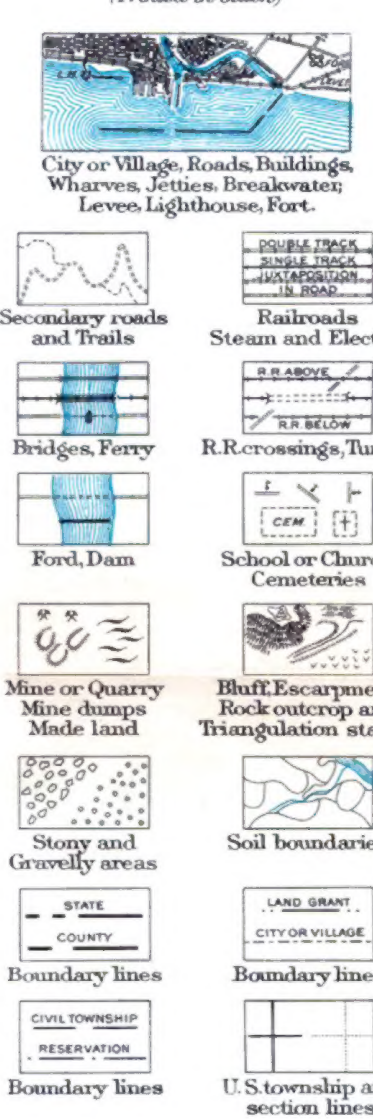 L.H.
City or Village, Roads, Buildings,
Wharves, Jetties, Breakwater,
Levee, Lighthouse, Fort.
Secondary roads
and Trails
DOUBLE TRACK
SINGLE TRACK
JUXTAPOSITION
IN ROAD
Railroads
Steam and Elect
Bridges, Ferry
R.R. ABOVE
R.R. BELOW
R.R. crossings, Tun
Ford, Dam
CEM.
School or Chur
Cemeteries
Mine or Quarry
Mine dumps
Made land
Bluff, Escarpme
Rock outcrop a
Triangulation sta
Stony and
Gravelly areas
Soil boundarie
STATE
COUNTY
Boundary lines
LAND GRANT
CITY OR VILLAGE
Boundary line
CIVIL TOWNSHIP
RESERVATION
Boundary lines
U. S. township a
section lines